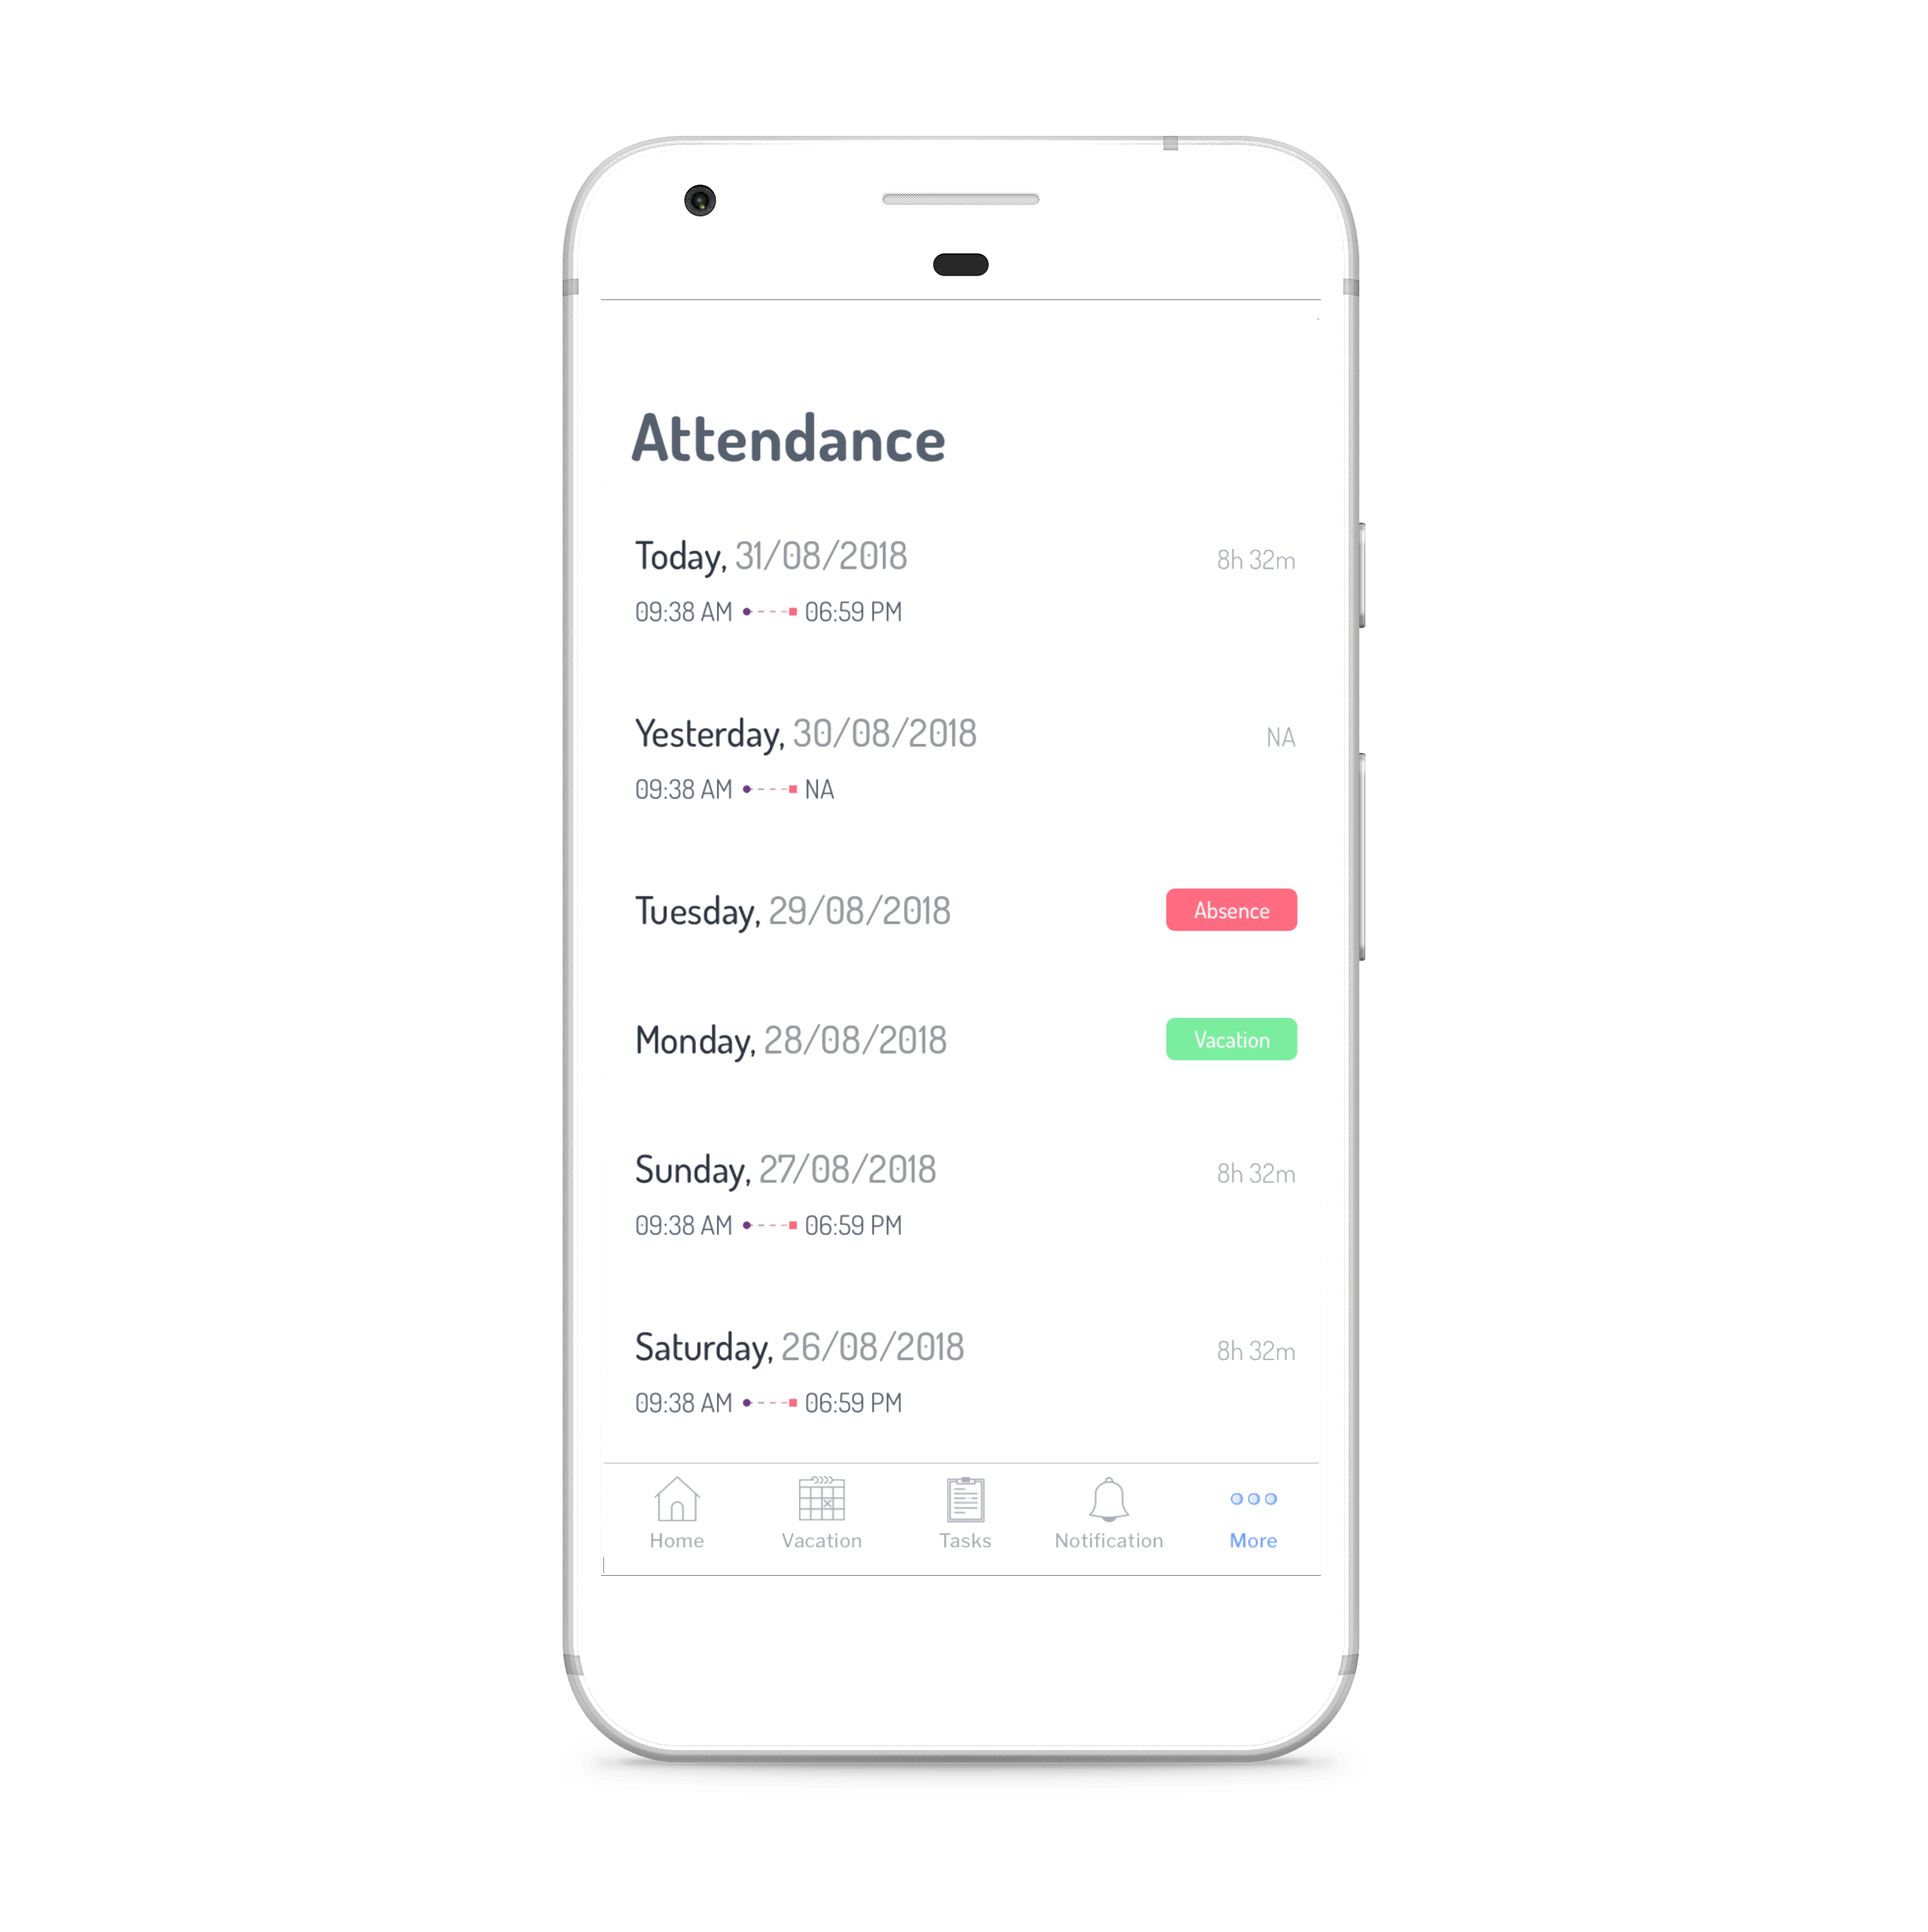 Attendance
Today, 31/08/2018 8h 32m
09:38 AM 06:59 PM
Yesterday, 30/08/2018 NA
09:38 AM NA
Tuesday, 29/08/2018 Absence
Monday, 28/08/2018 Vacation
Sunday, 27/08/2018 8h 32m
09:38 AM 06:59 PM
Saturday, 26/08/2018 8h 32m
09:38 AM 06:59 PM
Home Vacation Tasks Notification More